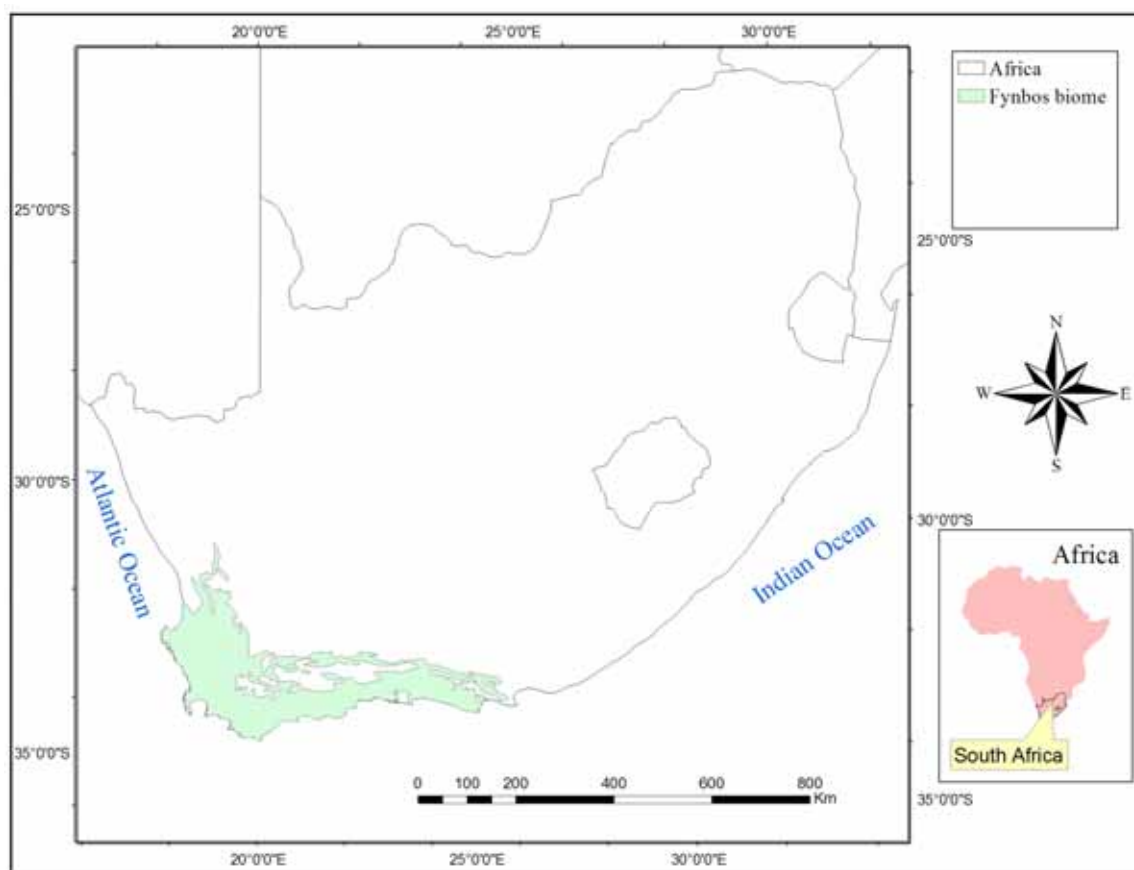 20°0'0"E 25°0'0"E 30°0'0"E
Africa
Fynbos biome
25°0'0"S
25°0'0"S
N
W E
S
30°0'0"S
30°0'0"S
Atlantic Ocean
Indian Ocean
Africa
South Africa
35°0'0"S
35°0'0"S
0 100 200 400 600 800
Km
20°0'0"E 25°0'0"E 30°0'0"E